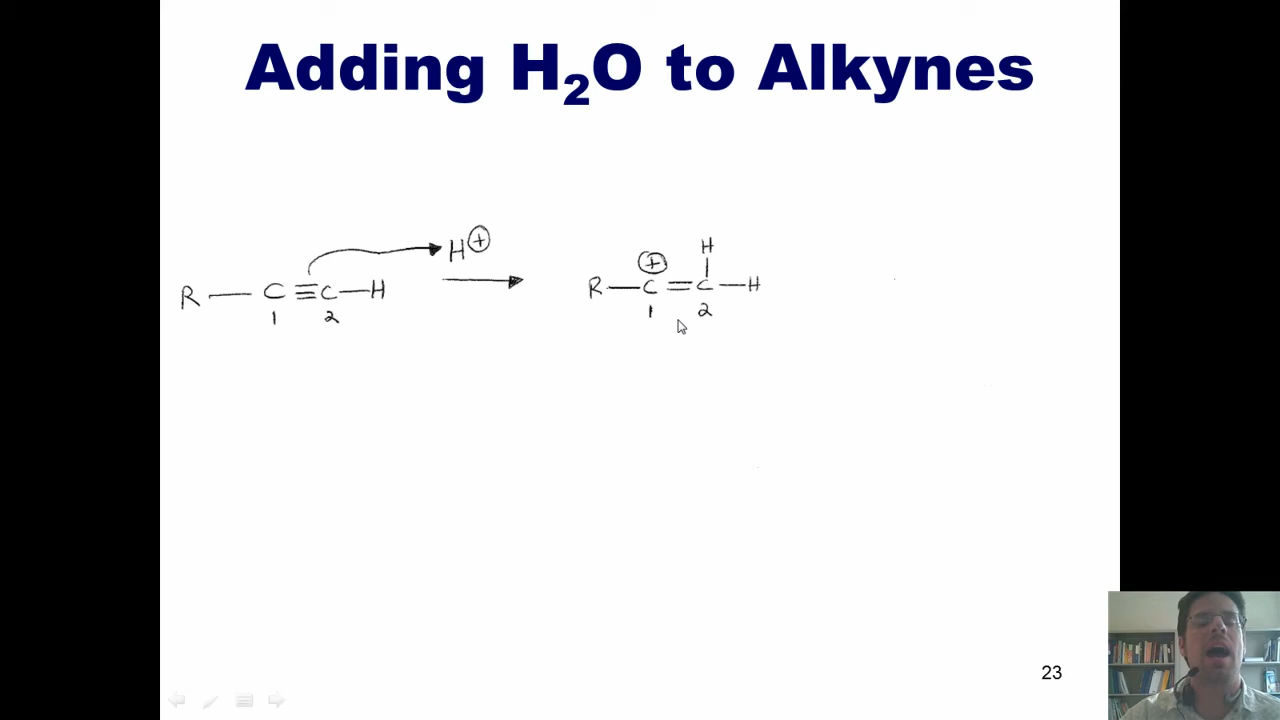 Adding H₂O to Alkynes
R — C ≡ C — H
1 2
H ⊕
R — C = C — H
⊕
H
1 2
23